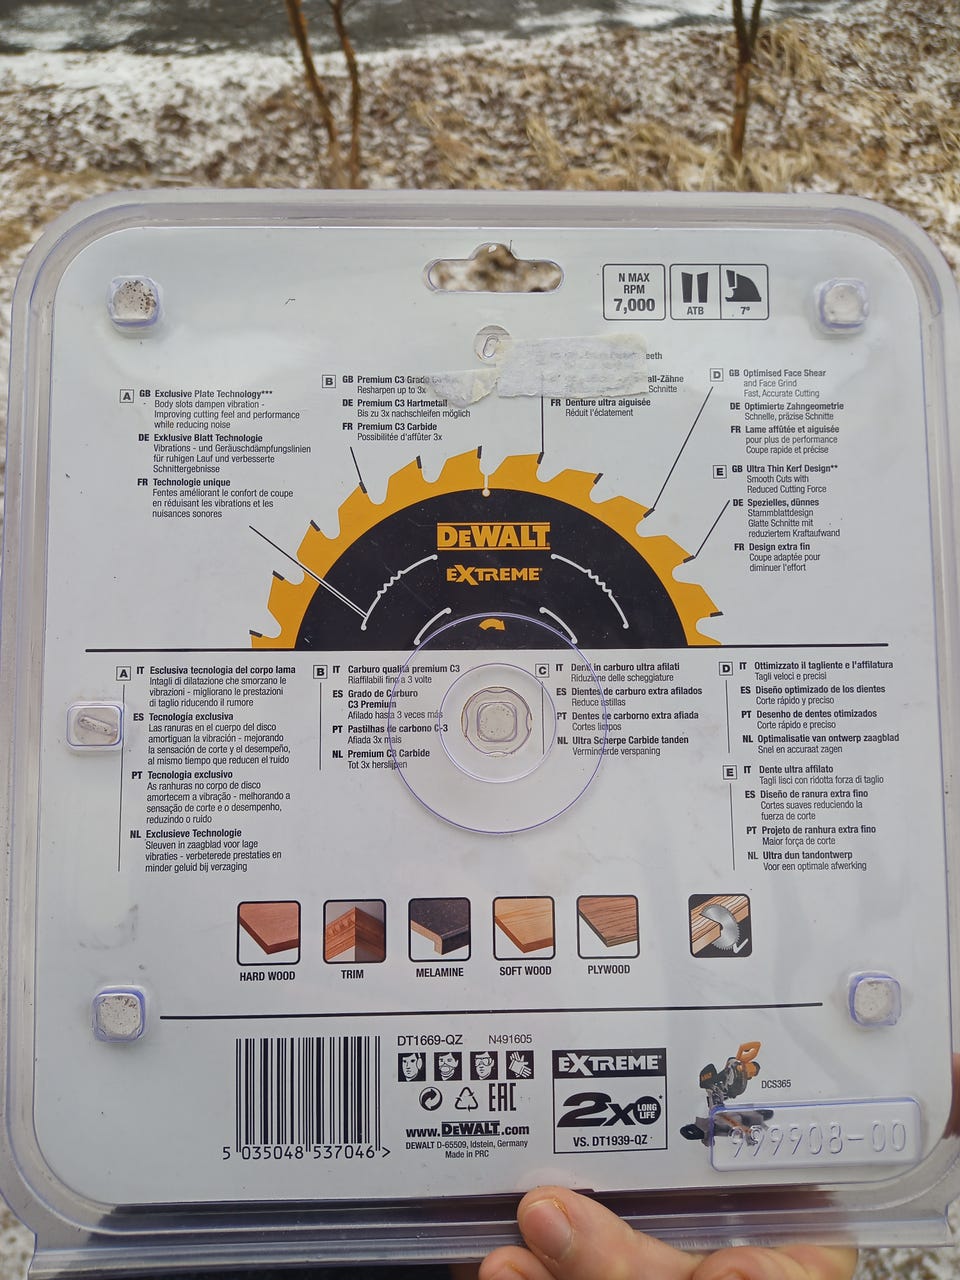 N MAX
RPM
7,000
ATB
7°
eeth
A GB Exclusive Plate Technology***
Body slots dampen vibration -
Improving cutting feel and performance
while reducing noise
DE Exklusive Blatt Technologie
Vibrations - und Geräuschdämpfungslinien
für ruhigen Lauf und verbesserte
Schnittergebnisse
FR Technologie unique
Fentes améliorant le confort de coupe
en réduisant les vibrations et les
nuisances sonores
B GB Premium C3 Grade
Resharpen up to 3x
DE Premium C3 Hartmetall
Bis zu 3x nachschleifen möglich
FR Premium C3 Carbide
Possibilitée d'affûter 3x
all-Zähne
Schnitte
FR Denture ultra aiguisée
Réduit l'éclatement
D GB Optimised Face Shear
and Face Grind
Fast, Accurate Cutting
DE Optimierte Zahngeometrie
Schnelle, präzise Schnitte
FR Lame affûtée et aiguisée
pour plus de performance
Coupe rapide et précise
E GB Ultra Thin Kerf Design**
Smooth Cuts with
Reduced Cutting Force
DE Spezielles, dünnes
Stammblattdesign
Glatte Schnitte mit
reduziertem Kraftaufwand
FR Design extra fin
Coupe adaptée pour
diminuer l'effort
DEWALT
EXTREME®
A IT Esclusiva tecnologia del corpo lama
Intagli di dilatazione che smorzano le
vibrazioni - migliorano le prestazioni
di taglio riducendo il rumore
ES Tecnología exclusiva
Las ranuras en el cuerpo del disco
amortiguan la vibración - mejorando
la sensación de corte y el desempeño,
al mismo tiempo que reducen el ruido
PT Tecnologia exclusivo
As ranhuras no corpo de disco
amortecem a vibração - melhorando a
sensação de corte e o desempenho,
reduzindo o ruido
NL Exclusieve Technologie
Sleuven in zaagblad voor lage
vibraties - verbeterede prestaties en
minder geluid bij verzaging
B IT Carburo qualità premium C3
Riaffilabili fino a 3 volte
ES Grado de Carburo
C3 Premium
Afilado hasta 3 veces más
PT Pastilhas de carbono C-3
Afiada 3x mais
NL Premium C3 Carbide
Tot 3x herslijpen
C IT Denti in carburo ultra afilati
Riduzione delle scheggiature
ES Dientes de carburo extra afilados
Reduce astillas
PT Dentes de carborno extra afiada
Cortes limpos
NL Ultra Scherpe Carbide tanden
Verminderde verspaning
D IT Ottimizzato il tagliente e l'affilatura
Tagli veloci e precisi
ES Diseño optimizado de los dientes
Corte rápido y preciso
PT Desenho de dentes otimizados
Corte rápido e preciso
NL Optimalisatie van ontwerp zaagblad
Snel en accuraat zagen
E IT Dente ultra affilato
Tagli lisci con ridotta forza di taglio
ES Diseño de ranura extra fino
Cortes suaves reduciendo la
fuerza de corte
PT Projeto de ranhura extra fino
Maior força de corte
NL Ultra dun tandontwerp
Voor een optimale afwerking
HARD WOOD
TRIM
MELAMINE
SOFT WOOD
PLYWOOD
DT1669-QZ N491605
EAC
www.DEWALT.com
DEWALT D-65509, Idstein, Germany
Made in PRC
5 035048 537046 >
EXTREME®
2X LONG LIFE*
VS. DT1939-QZ
DEWALT
DCS365
999908-00